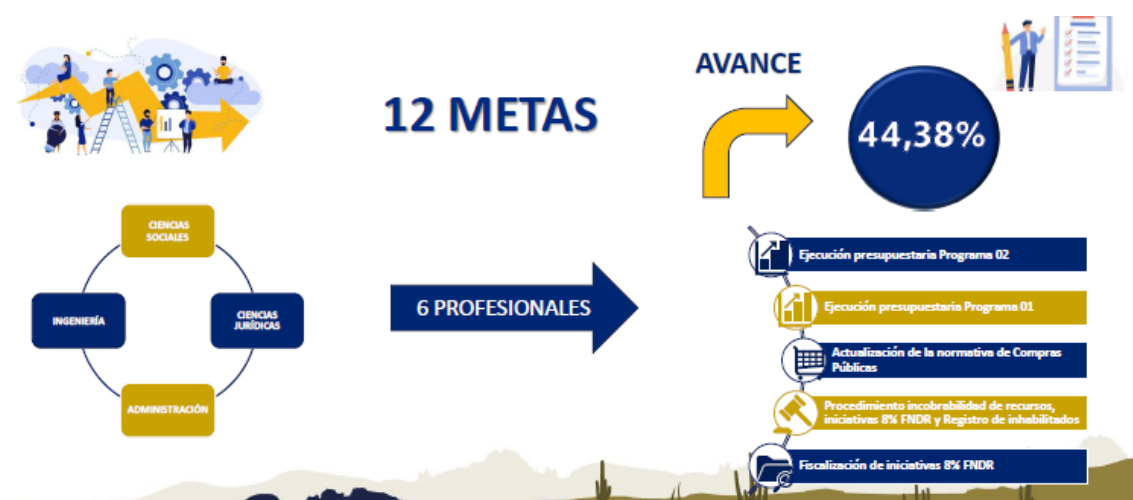 12 METAS
AVANCE
44,38%
CIENCIAS
SOCIALES
INGENIERÍA
CIENCIAS
JURÍDICAS
ADMINISTRACIÓN
6 PROFESIONALES
Ejecución presupuestaria Programa 02
Ejecución presupuestaria Programa 01
Actualización de la normativa de Compras
Públicas
Procedimiento incobrabilidad de recursos,
iniciativas 8% FNDR y Registro de inhabilitados
Fiscalización de iniciativas 8% FNDR